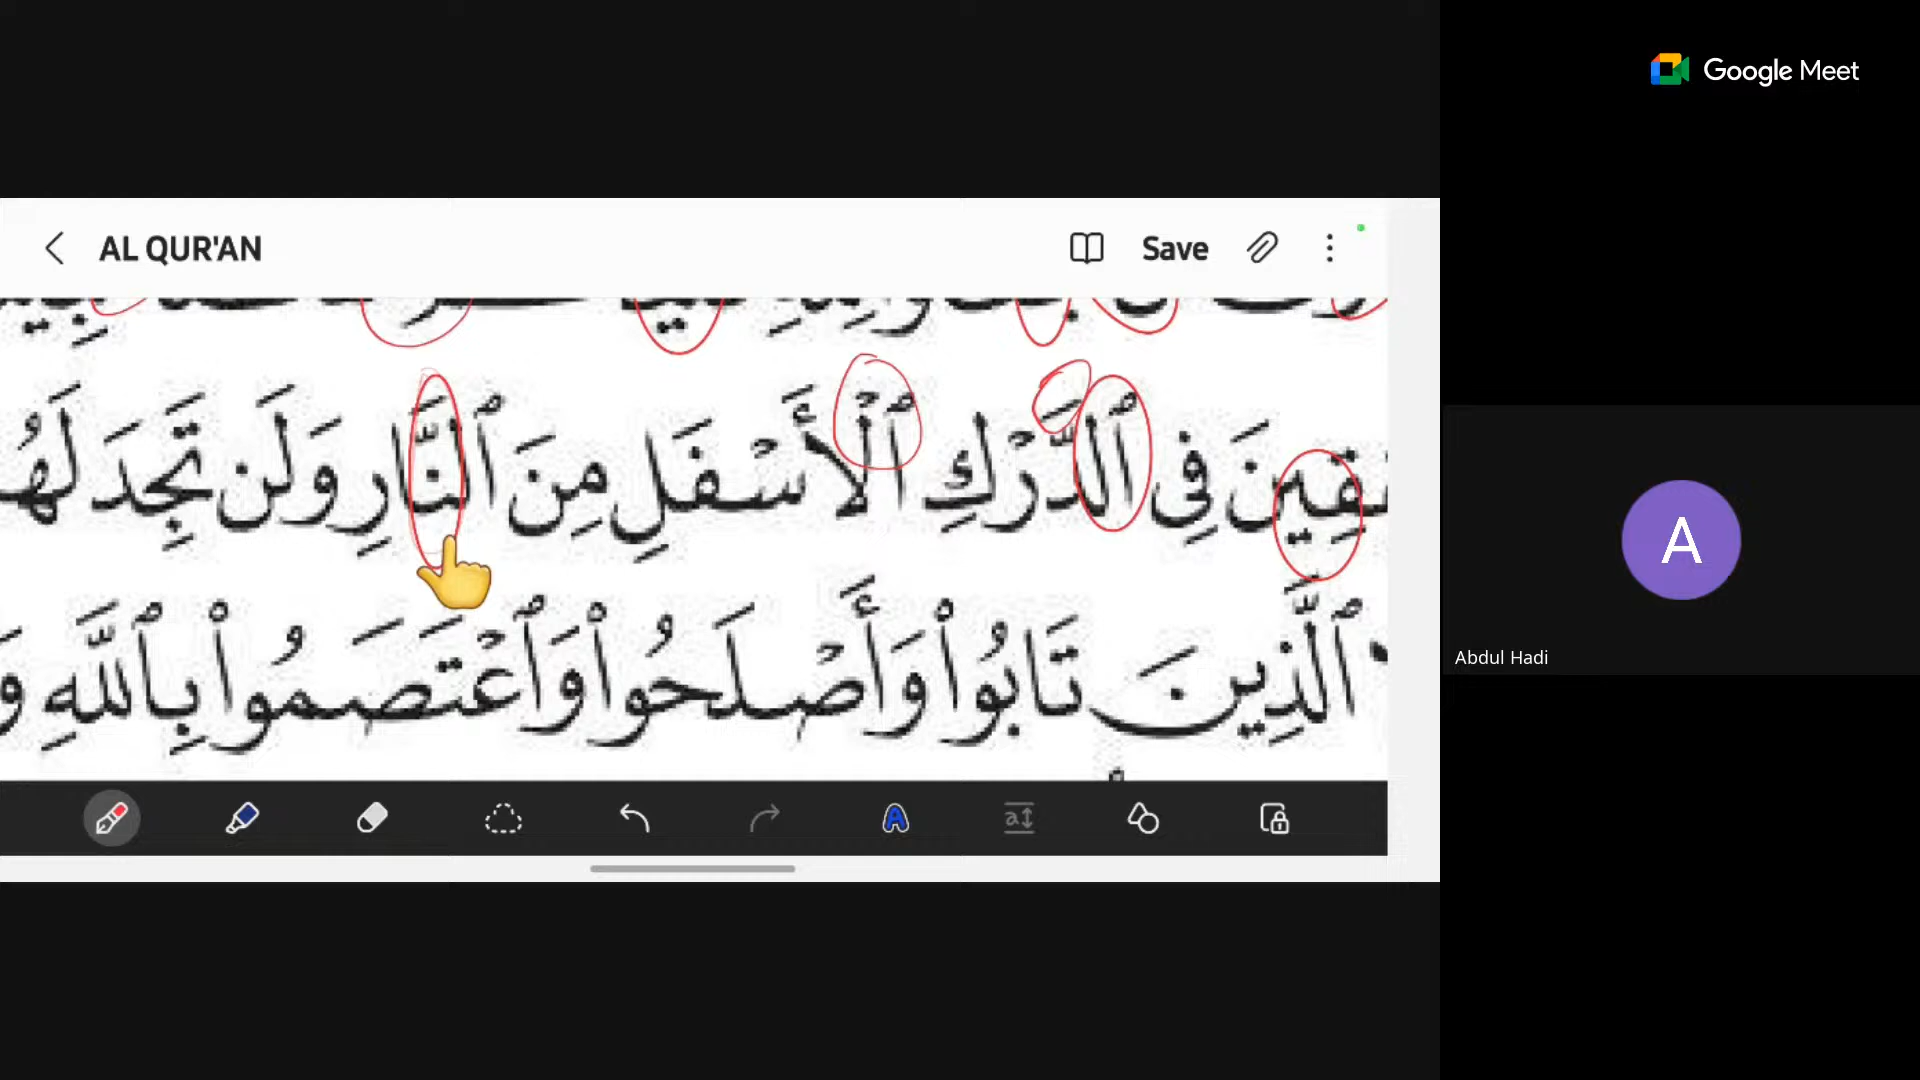 Google Meet
AL QUR'AN
Save
فِقِينَ فِى ٱلدَّرْكِ ٱلْأَسْفَلِ مِنَ ٱلنَّارِ وَلَن تَجِدَ لَهُ
ٱلَّذِينَ تَابُوا۟ وَأَصْلَحُوا۟ وَٱعْتَصَمُوا۟ بِٱللَّهِ وَ
A
Abdul Hadi